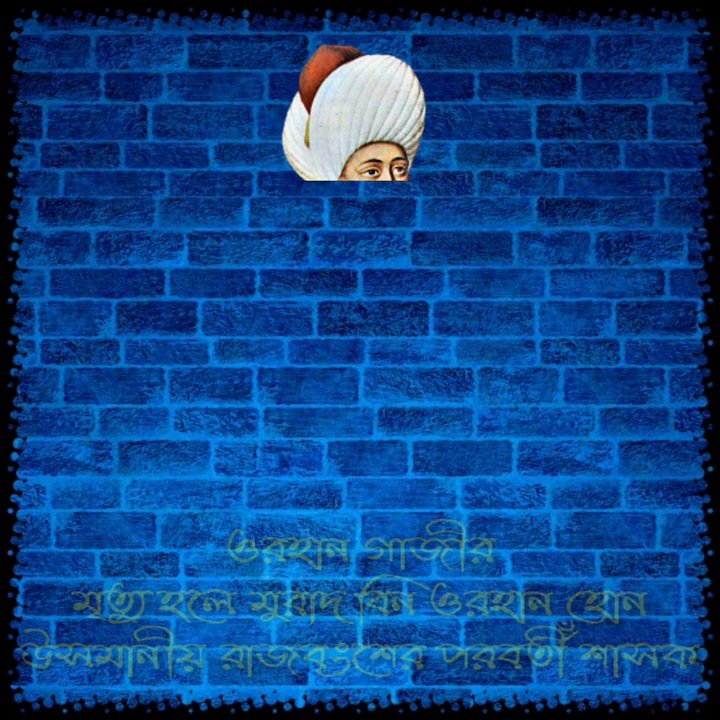 ওরহান গাজীর
মৃত্যু হলে মুরাদ বিন ওরহান হোন
উসমানীয় রাজবংশের পরবর্তী শাসক